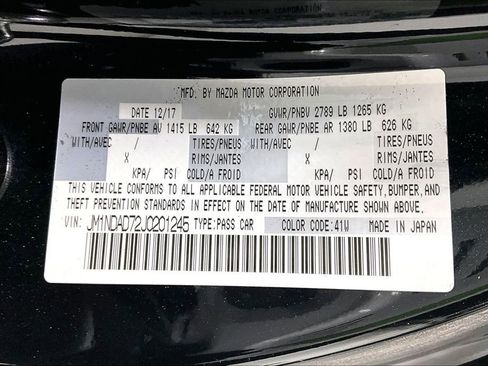 MFD. BY MAZDA MOTOR CORPORATION
DATE 12/17 GVWR/PNBV 2789 LB 1265 KG
FRONT GAWR/PNBE AV 1415 LB 642 KG REAR GAWR/PNBE AR 1380 LB 626 KG
WITH/AVEC / TIRES/PNEUS WITH/AVEC / TIRES/PNEUS
X RIMS/JANTES X RIMS/JANTES
KPA/ PSI COLD/A FROID KPA/ PSI COLD/A FROID
THIS VEHICLE CONFORMS TO ALL APPLICABLE FEDERAL MOTOR VEHICLE SAFETY, BUMPER, AND
THEFT PREVENTION STANDARDS IN EFFECT ON THE DATE OF MANUFACTURE SHOWN ABOVE.
VIN: JM1NDAD72J0201245 TYPE:PASS CAR COLOR CODE:41W MADE IN JAPAN